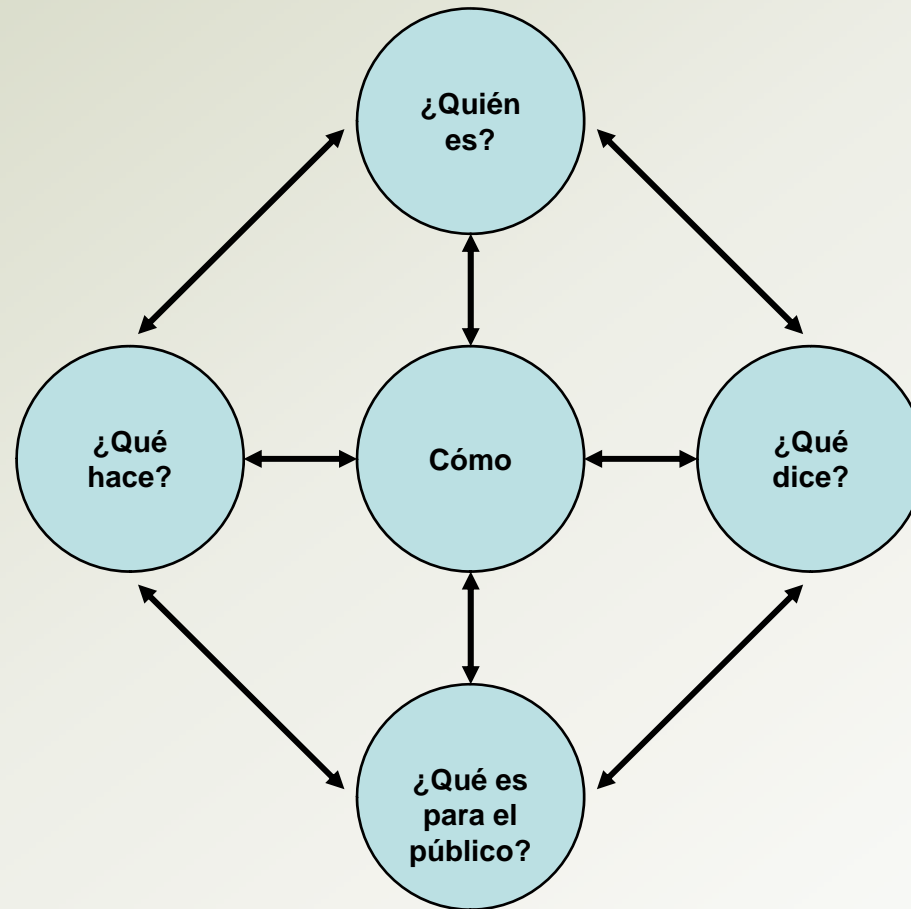 ¿Quién
es?
¿Qué
hace?
Cómo
¿Qué
dice?
¿Qué es
para el
público?